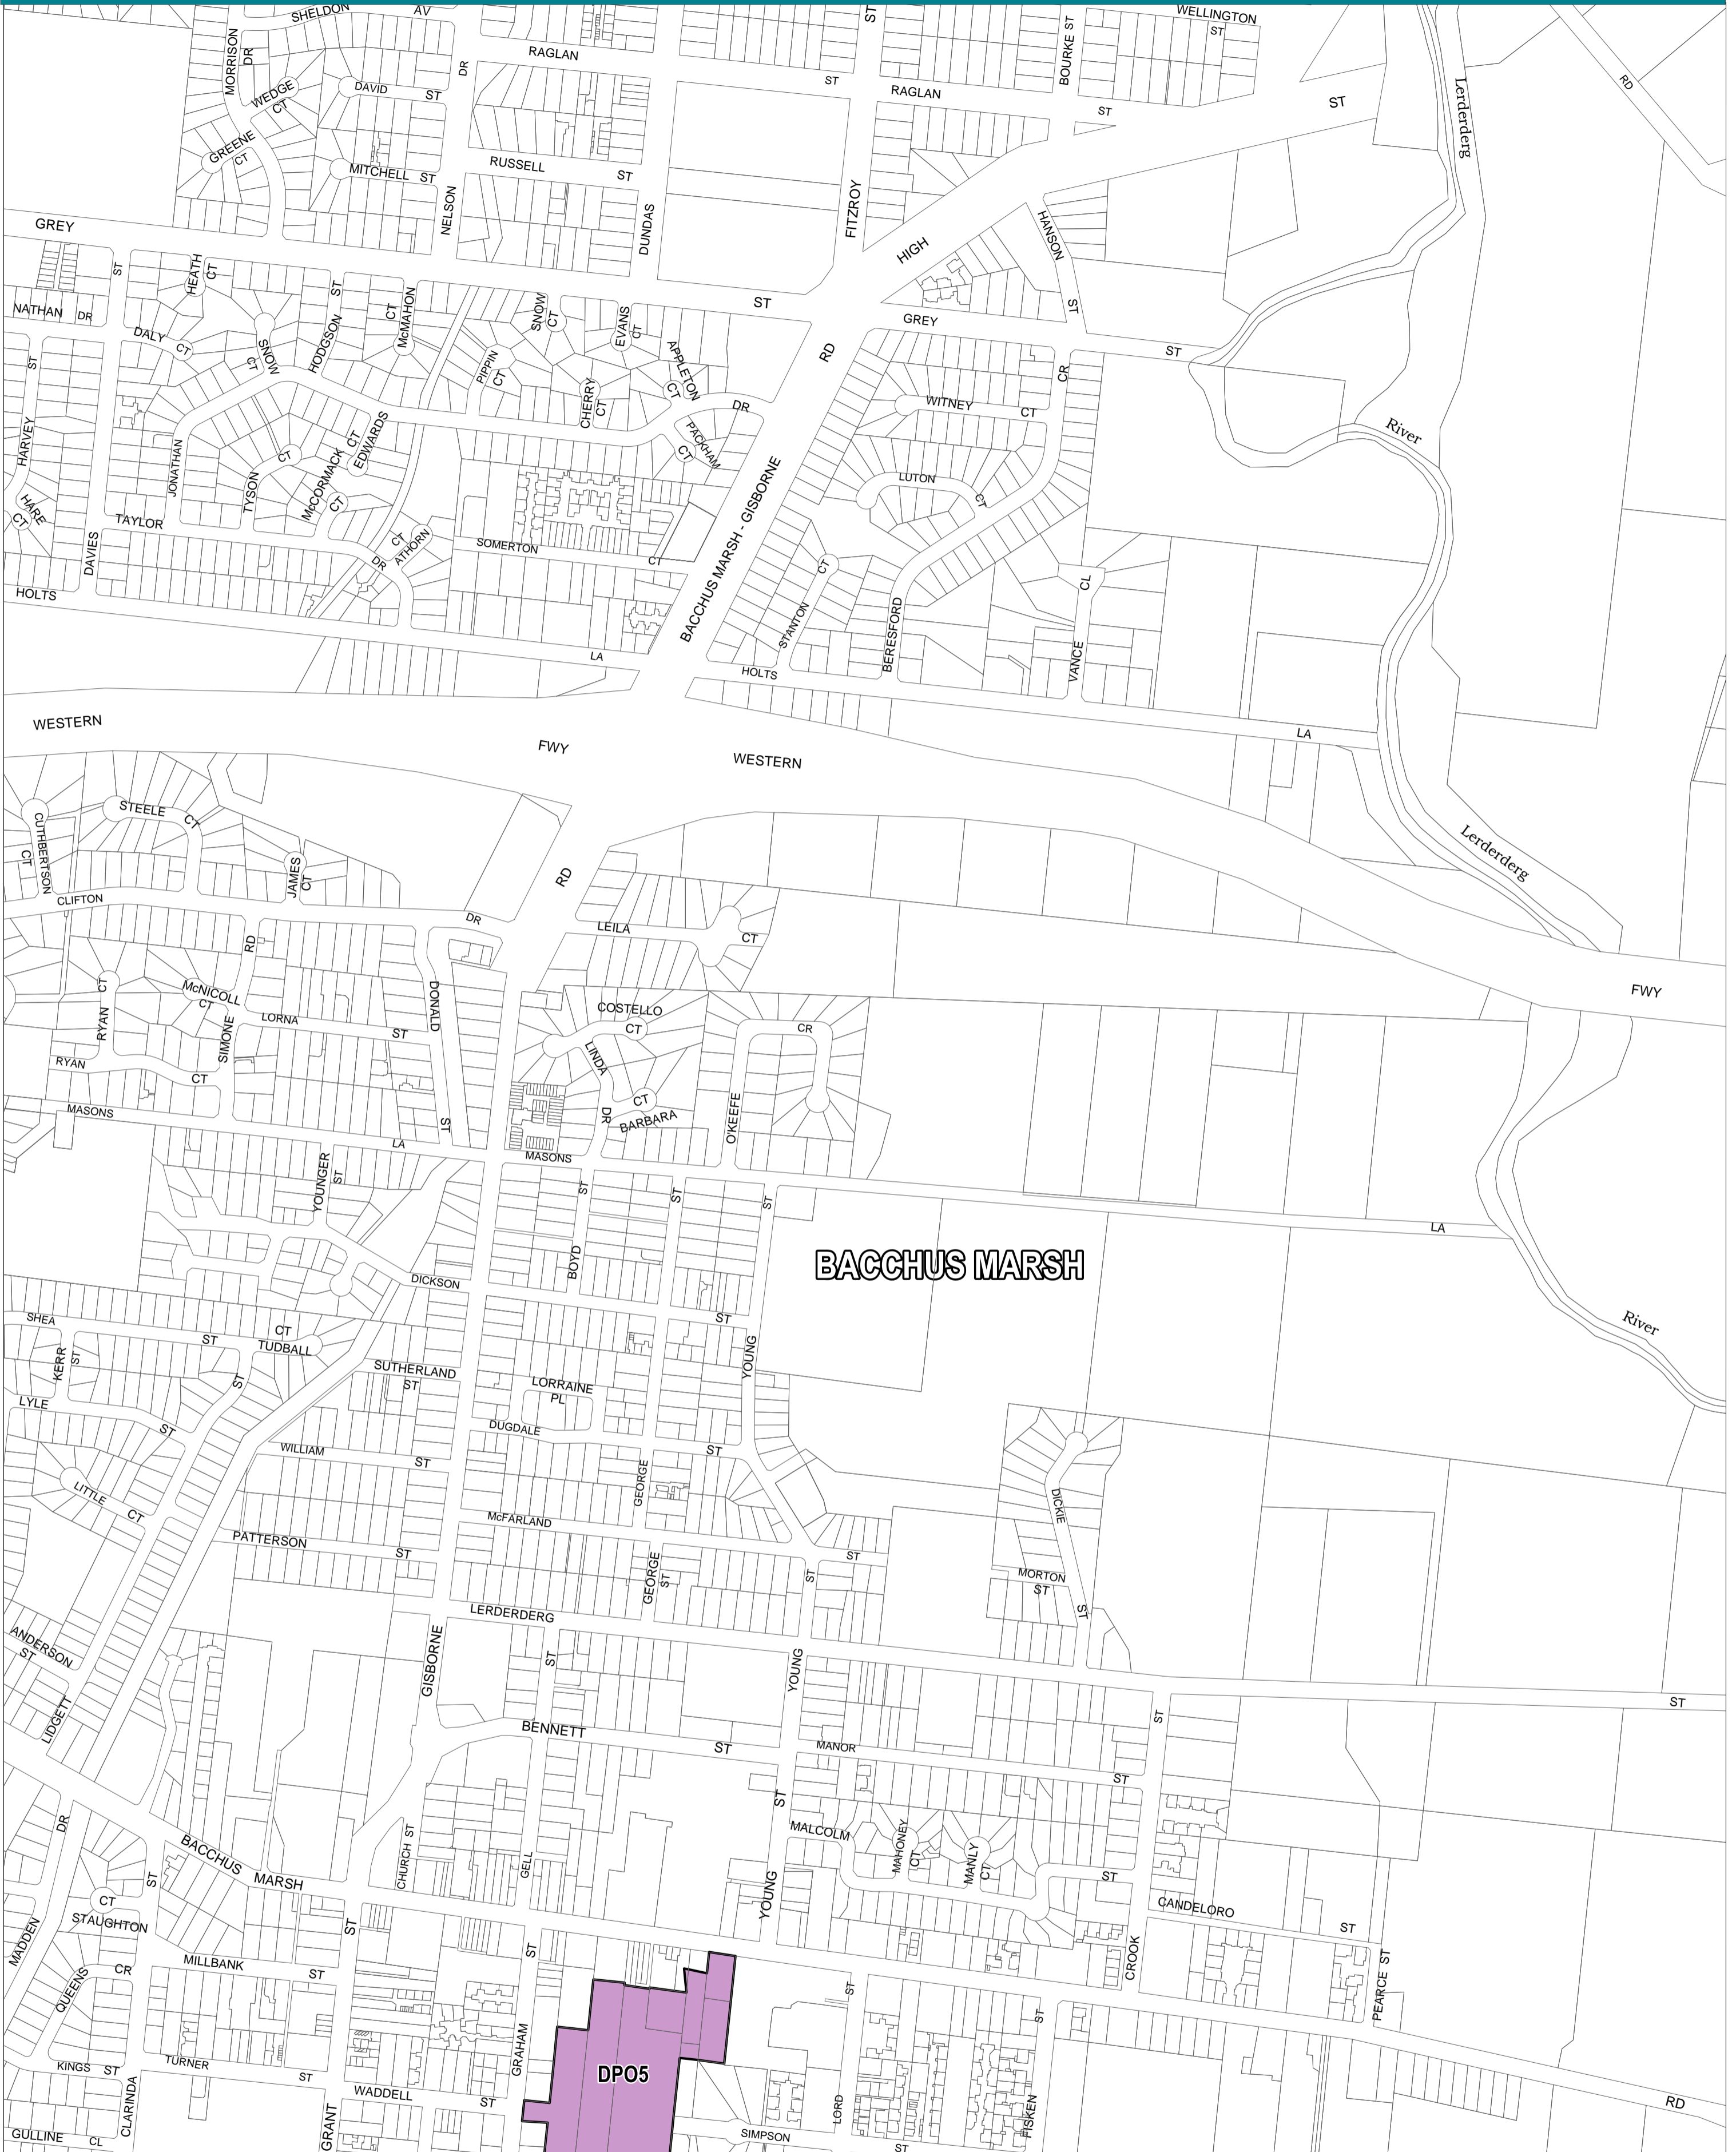 SHELDON AV
WELLINGTON ST
MORRISON DR
RAGLAN ST
ST
BOURKE ST
RD
WEDGE CT
DAVID ST
DR
RAGLAN ST
ST
Lerderderg
GREENE CT
MITCHELL ST
RUSSELL ST
NELSON
DUNDAS
FITZROY
HIGH
HANSON ST
GREY ST
HEATH CT
ST
NATHAN DR
DALY CT
SNOW CT
HODGSON ST
McMAHON CT
SNOW CT
EVANS CT
APPLETON CT
GREY ST
RD
PIPPIN CT
CHERRY CT
DR
PACKHAM CT
WITNEY CT
CR
River
HARVEY ST
JONATHAN
TYSON CT
McCORMACK CT
EDWARDS CT
LUTON CT
HARE CT
TAYLOR DR
DAVIES
ATHORN CT
SOMERTON CT
BACCHUS MARSH - GISBORNE
STANTON CT
BERESFORD
VANCE CL
HOLTS LA
HOLTS LA
WESTERN FWY
WESTERN FWY
STEELE CT
CUTHBERTSON CT
JAMES CT
RD
Lerderderg
CLIFTON DR
LEILA CT
RD
McNICOLL CT
RYAN CT
SIMONE
LORNA ST
DONALD ST
COSTELLO CT
CR
LINDA DR
RYAN CT
CT
BARBARA
O'KEEFE
MASONS LA
MASONS LA
YOUNGER ST
ST
ST
ST
BOYD
BACCHUS MARSH
DICKSON ST
River
SHEA ST
CT
TUDBALL
KERR ST
SUTHERLAND ST
LORRAINE PL
YOUNG
LYLE ST
ST
DUGDALE ST
WILLIAM ST
GEORGE
LITTLE CT
McFARLAND ST
DICKIE ST
PATTERSON ST
GEORGE ST
ST
MORTON ST
LERDERDERG ST
ANDERSON ST
GISBORNE
ST
YOUNG
LIDGETT
BENNETT ST
MANOR ST
ST
ST
MALCOLM ST
MAHONEY CT
MANLY CT
DR
BACCHUS MARSH RD
CHURCH ST
GELL
YOUNG
ST
CT
STAUGHTON
CANDELORO ST
MADDEN
ST
ST
CROOK
MILLBANK ST
CR
QUEENS
ST
ST
PEARCE ST
KINGS ST
TURNER ST
GRAHAM
DPO5
CLARINDA
WADDELL ST
LORD
FISKEN
GRANT
GULLINE CL
SIMPSON ST